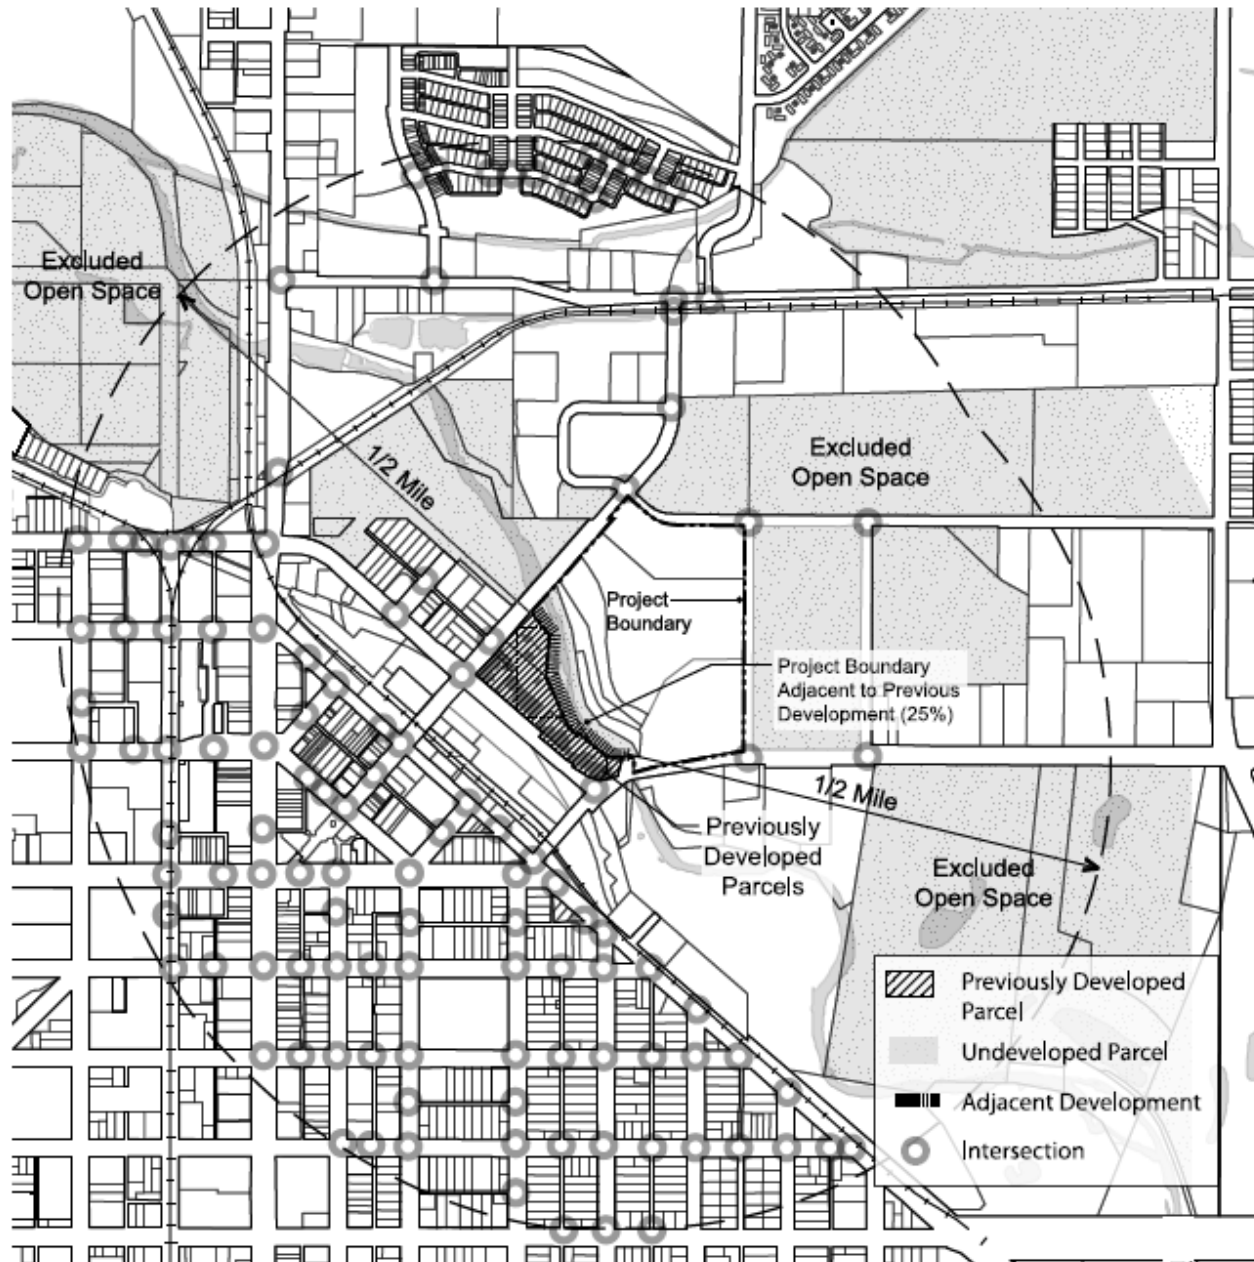 Excluded
Open Space
1/2 Mile
Excluded
Open Space
Project
Boundary
Project Boundary
Adjacent to Previous
Development (25%)
1/2 Mile
Previously
Developed
Parcels
Excluded
Open Space
Previously Developed
Parcel
Undeveloped Parcel
Adjacent Development
Intersection